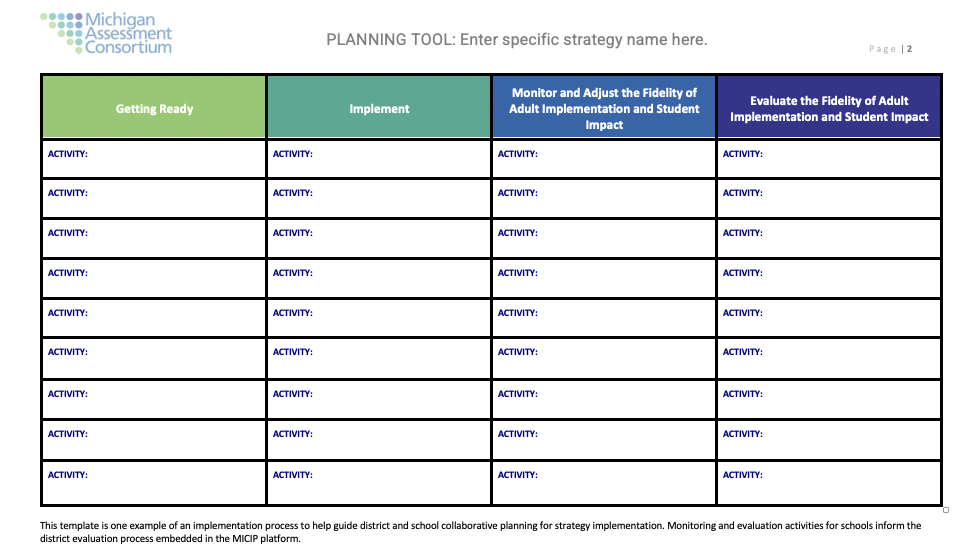 Michigan
Assessment
Consortium
PLANNING TOOL: Enter specific strategy name here.
Page | 2
Getting Ready
Implement
Monitor and Adjust the Fidelity of
Adult Implementation and Student
Impact
Evaluate the Fidelity of Adult
Implementation and Student Impact
ACTIVITY: ACTIVITY: ACTIVITY: ACTIVITY:
ACTIVITY: ACTIVITY: ACTIVITY: ACTIVITY:
ACTIVITY: ACTIVITY: ACTIVITY: ACTIVITY:
ACTIVITY: ACTIVITY: ACTIVITY: ACTIVITY:
ACTIVITY: ACTIVITY: ACTIVITY: ACTIVITY:
ACTIVITY: ACTIVITY: ACTIVITY: ACTIVITY:
ACTIVITY: ACTIVITY: ACTIVITY: ACTIVITY:
ACTIVITY: ACTIVITY: ACTIVITY: ACTIVITY:
ACTIVITY: ACTIVITY: ACTIVITY: ACTIVITY:
This template is one example of an implementation process to help guide district and school collaborative planning for strategy implementation. Monitoring and evaluation activities for schools inform the
district evaluation process embedded in the MICIP platform.